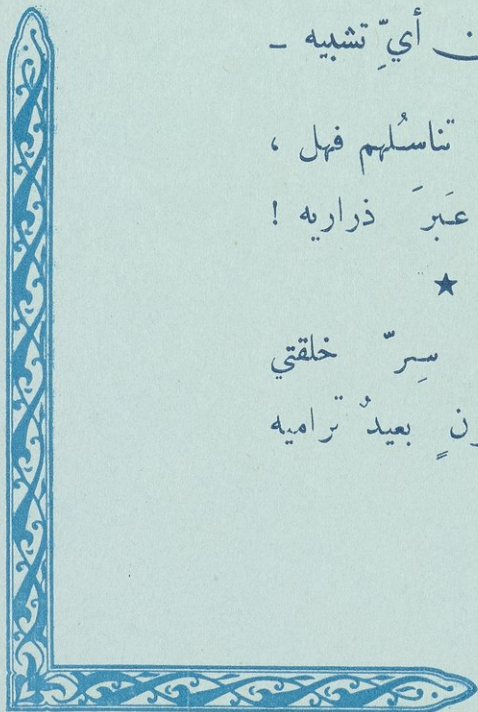 أيِّ تشبيه -
تناسُلهم فهل ،
عَبرَ ذراريه !
★
سِرّ خلقتي
بعيدُ تراميه